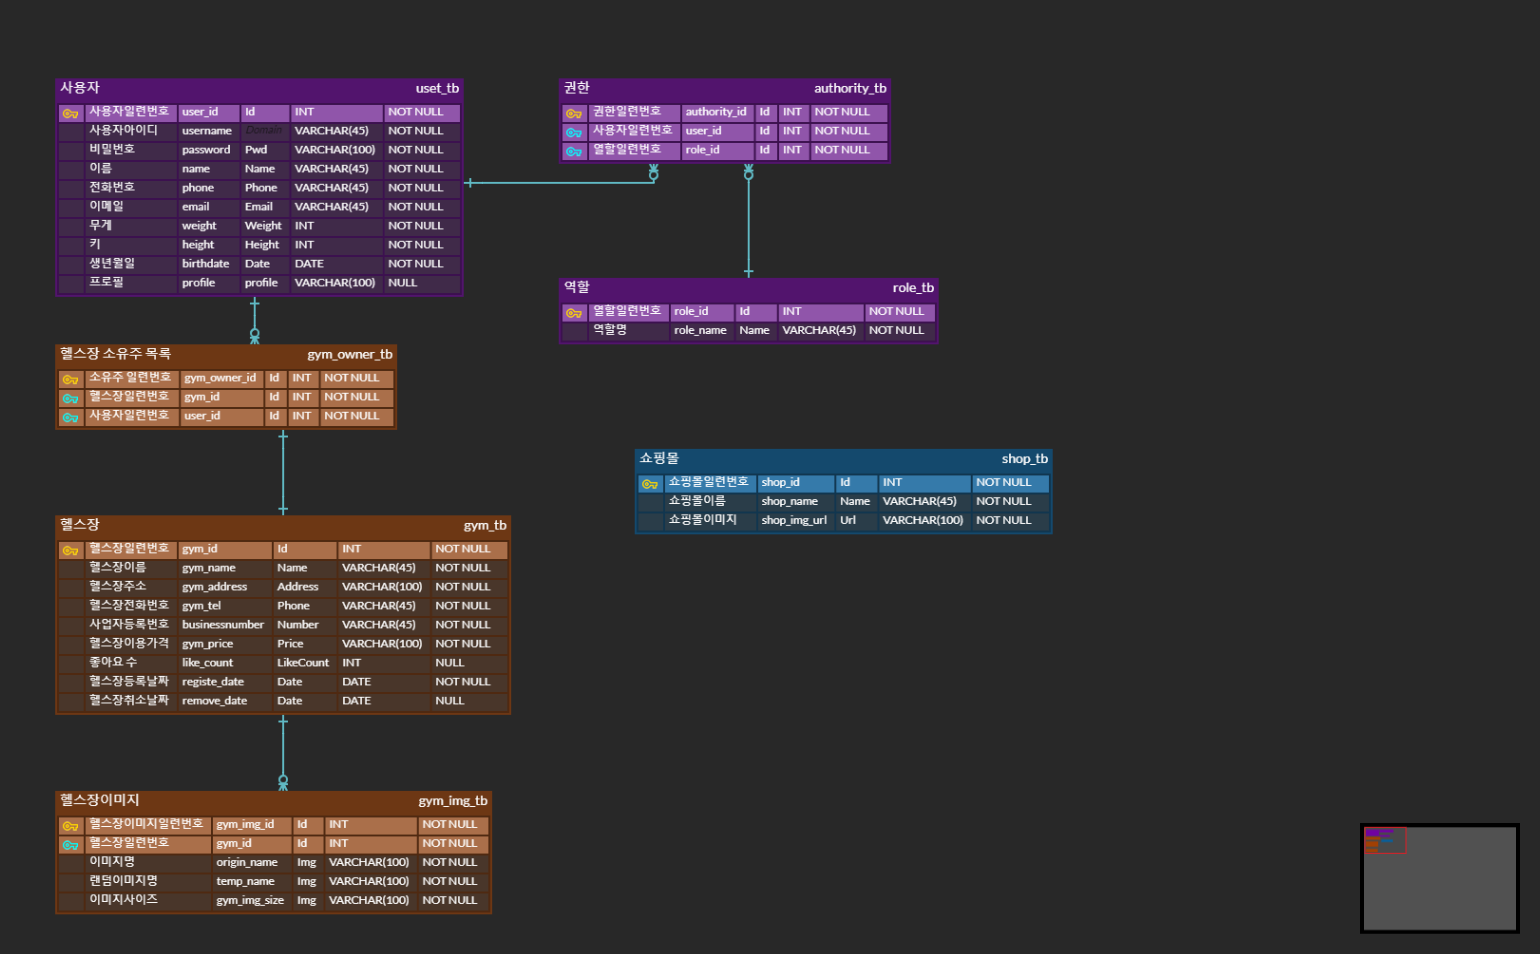 사용자 uset_tb
사용자일련번호 user_id Id INT NOT NULL
사용자아이디 username Domain VARCHAR(45) NOT NULL
비밀번호 password Pwd VARCHAR(100) NOT NULL
이름 name Name VARCHAR(45) NOT NULL
전화번호 phone Phone VARCHAR(45) NOT NULL
이메일 email Email VARCHAR(45) NOT NULL
무게 weight Weight INT NOT NULL
키 height Height INT NOT NULL
생년월일 birthdate Date DATE NOT NULL
프로필 profile profile VARCHAR(100) NULL
권한 authority_tb
권한일련번호 authority_id Id INT NOT NULL
사용자일련번호 user_id Id INT NOT NULL
열할일련번호 role_id Id INT NOT NULL
역할 role_tb
열할일련번호 role_id Id INT NOT NULL
역할명 role_name Name VARCHAR(45) NOT NULL
헬스장 소유주 목록 gym_owner_tb
소유주 일련번호 gym_owner_id Id INT NOT NULL
헬스장일련번호 gym_id Id INT NOT NULL
사용자일련번호 user_id Id INT NOT NULL
쇼핑몰 shop_tb
쇼핑몰일련번호 shop_id Id INT NOT NULL
쇼핑몰이름 shop_name Name VARCHAR(45) NOT NULL
쇼핑몰이미지 shop_img_url Url VARCHAR(100) NOT NULL
헬스장 gym_tb
헬스장일련번호 gym_id Id INT NOT NULL
헬스장이름 gym_name Name VARCHAR(45) NOT NULL
헬스장주소 gym_address Address VARCHAR(100) NOT NULL
헬스장전화번호 gym_tel Phone VARCHAR(45) NOT NULL
사업자등록번호 businessnumber Number VARCHAR(45) NOT NULL
헬스장이용가격 gym_price Price VARCHAR(100) NOT NULL
좋아요 수 like_count LikeCount INT NULL
헬스장등록날짜 registe_date Date DATE NOT NULL
헬스장취소날짜 remove_date Date DATE NULL
헬스장이미지 gym_img_tb
헬스장이미지일련번호 gym_img_id Id INT NOT NULL
헬스장일련번호 gym_id Id INT NOT NULL
이미지명 origin_name Img VARCHAR(100) NOT NULL
랜덤이미지명 temp_name Img VARCHAR(100) NOT NULL
이미지사이즈 gym_img_size Img VARCHAR(100) NOT NULL